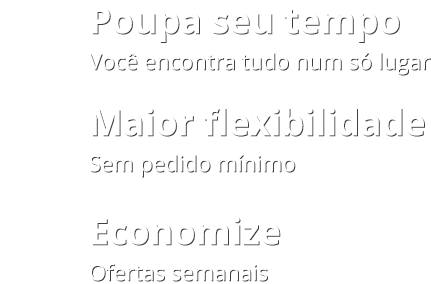 Poupa seu tempo
Você encontra tudo num só lugar
Maior flexibilidade
Sem pedido mínimo
Economize
Ofertas semanais